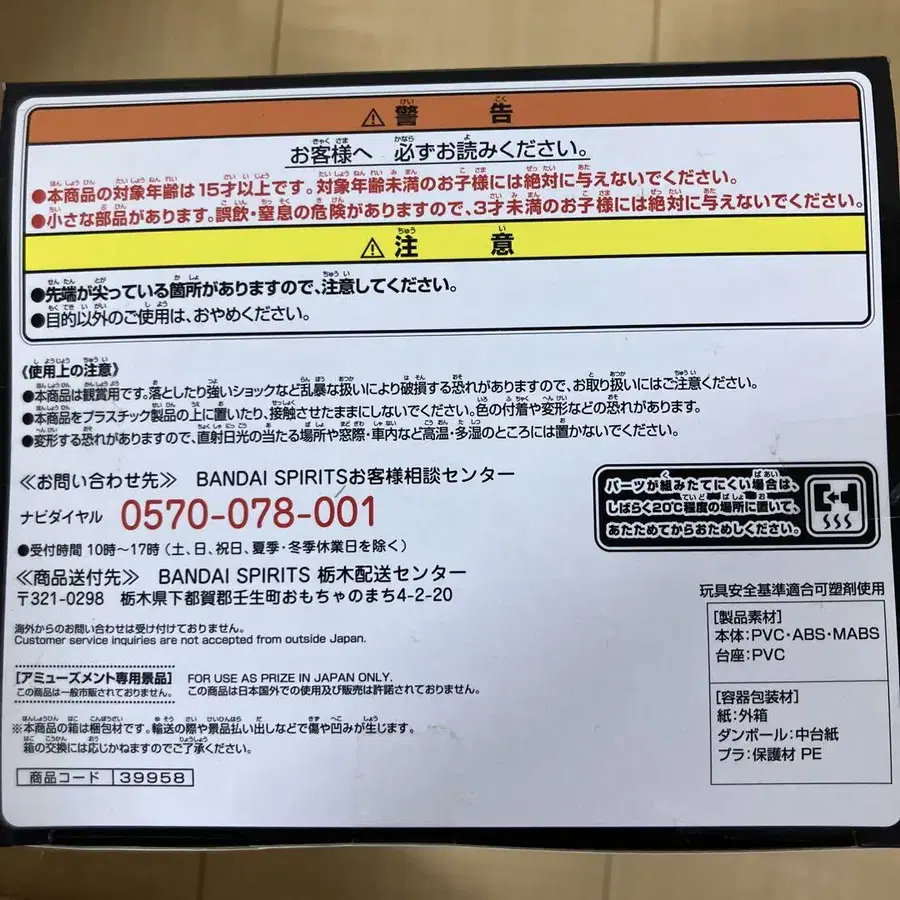 ⚠警告
お客様へ 必ずお読みください。
●本商品の対象年齢は15才以上です。対象年齢未満のお子様には絶対に与えないでください。
●小さな部品があります。誤飲・窒息の危険がありますので、3才未満のお子様には絶対に与えないでください。
⚠注意
●先端が尖っている箇所がありますので、注意してください。
●目的以外のご使用は、おやめください。
《使用上の注意》
●本商品は観賞用です。落としたり強いショックなど乱暴な扱いにより破損する恐れがありますので、お取り扱いにはご注意ください。
●本商品をプラスチック製品の上に置いたり、接触させたままにしないでください。色の付着や変形などの恐れがあります。
●変形する恐れがありますので、直射日光の当たる場所や窓際・車内など高温・多湿のところには置かないでください。
≪お問い合わせ先≫ BANDAI SPIRITSお客様相談センター
ナビダイヤル 0570-078-001
●受付時間 10時〜17時(土、日、祝日、夏季・冬季休業日を除く)
≪商品送付先≫ BANDAI SPIRITS 栃木配送センター
〒321-0298 栃木県下都賀郡壬生町おもちゃのまち4-2-20
パーツが組みたてにくい場合は、
しばらく20℃程度の場所に置いて、
あたためてからおためしください。
海外からのお問い合わせは受け付けておりません。
Customer service inquiries are not accepted from outside Japan.
[アミューズメント専用景品] FOR USE AS PRIZE IN JAPAN ONLY.
この商品は一般市販されておりません。 この商品は日本国外での使用及び販売は許諾されておりません。
※本商品の箱は梱包材です。輸送の際や景品払い出しなどで傷や凹みが生じます。
箱の交換には応じかねますのでご了承ください。
商品コード 39958
玩具安全基準適合可塑剤使用
[製品素材]
本体:PVC・ABS・MABS
台座:PVC
[容器包装材]
紙:外箱
ダンボール:中台紙
プラ:保護材 PE